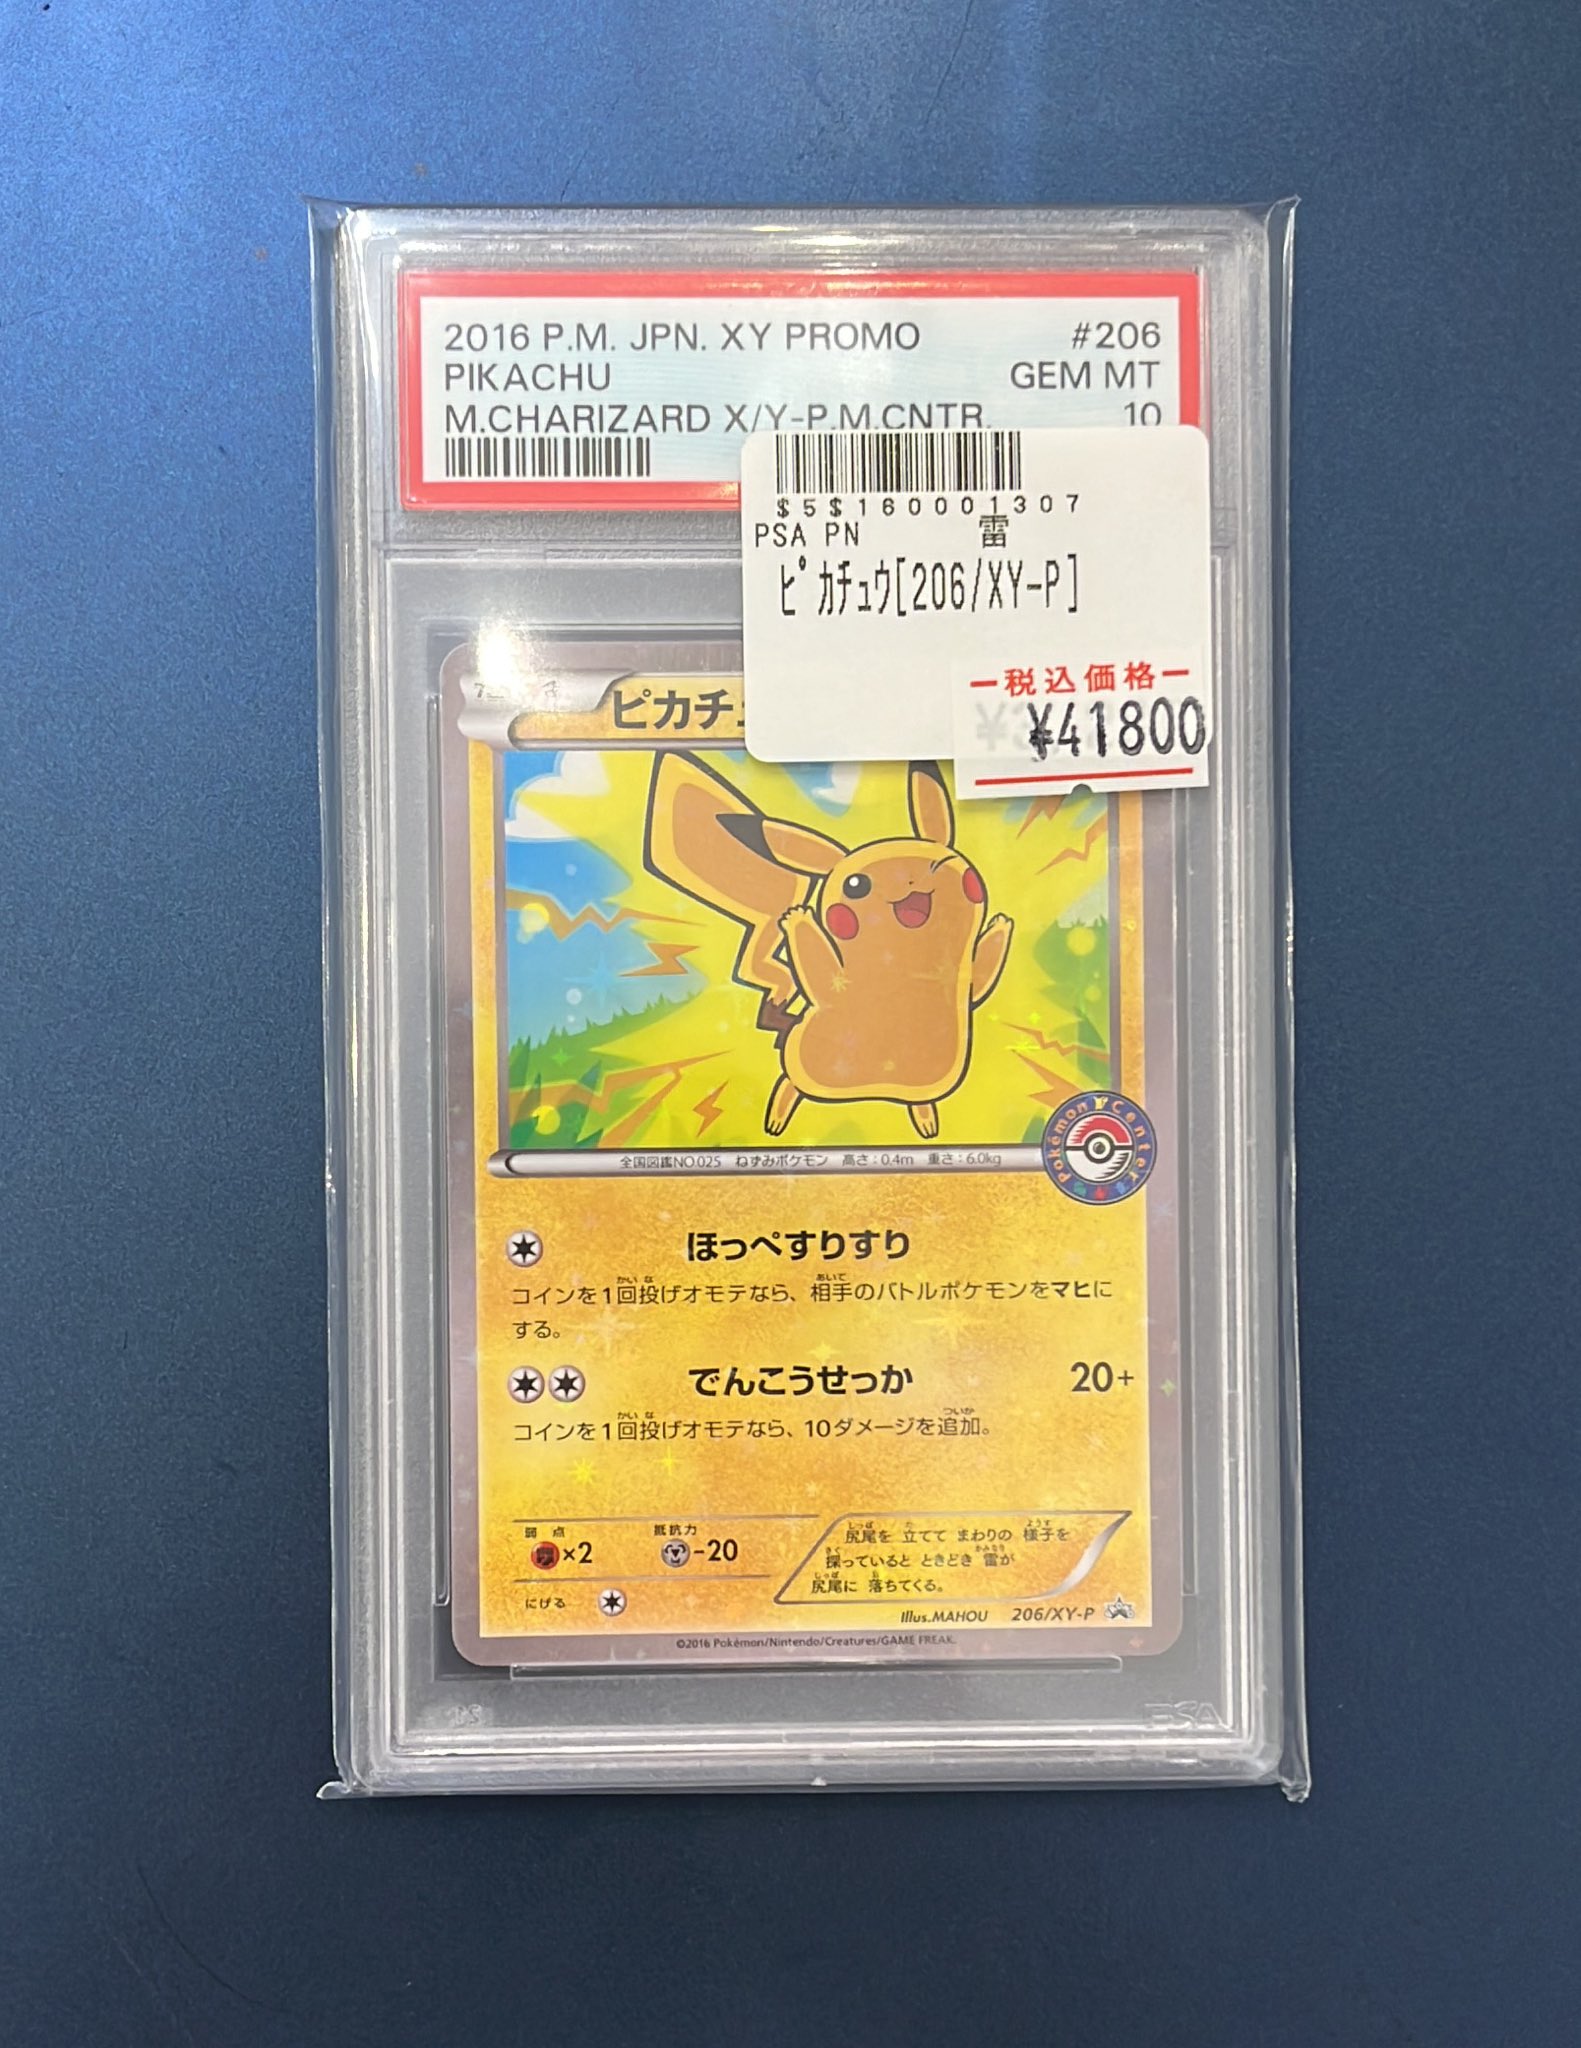 2016 P.M. JPN. XY PROMO #206
PIKACHU GEM MT
M.CHARIZARD X/Y-P.M.CNTR. 10
$5$160001307
PSA PN 雷
ピカチュウ[206/XY-P]
税込価格
¥41800
ピカチュ
全国図鑑NO.025 ねずみポケモン 高さ:0.4m 重さ:6.0kg
Pokémon Center
ほっぺすりすり
コインを1回投げオモテなら、相手のバトルポケモンをマヒに
する。
でんこうせっか 20+
コインを1回投げオモテなら、10ダメージを追加。
弱点 抵抗力
×2 -20
にげる
尻尾を 立てて まわりの 様子を
探っていると ときどき 雷が
尻尾に 落ちてくる。
Illus.MAHOU 206/XY-P
©2016 Pokémon/Nintendo/Creatures/GAME FREAK.
PSA